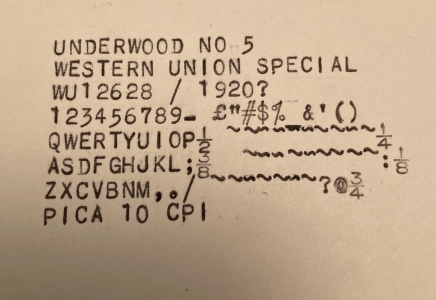 UNDERWOOD NO 5
WESTERN UNION SPECIAL
WU12628 / 1920?
123456789- £"#$% &'()
QWERTYUIOP½ ~~~~~~~~~~¼
ASDFGHJKL;⅜ ~~~~~~~~~:⅛
ZXCVBNM,./~~~~~~~?@¾
PICA 10 CPI